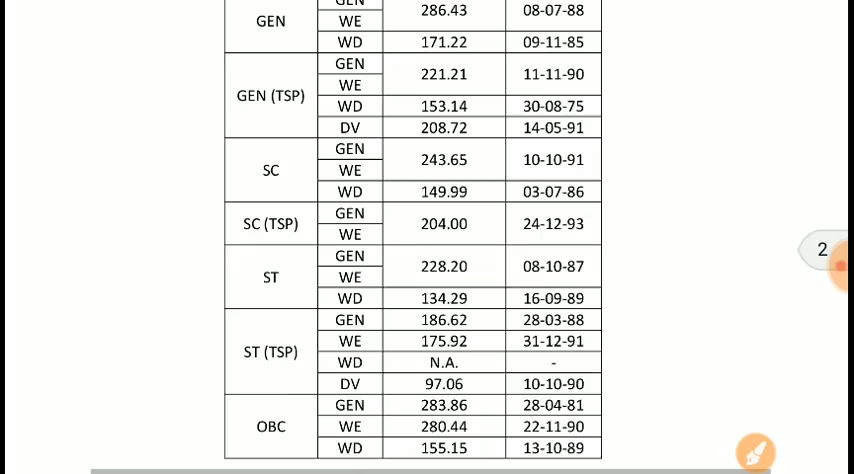 GEN GEN 286.43 08-07-88
WE
WD 171.22 09-11-85
GEN (TSP) GEN 221.21 11-11-90
WE
WD 153.14 30-08-75
DV 208.72 14-05-91
SC GEN 243.65 10-10-91
WE
WD 149.99 03-07-86
SC (TSP) GEN 204.00 24-12-93
WE
ST GEN 228.20 08-10-87
WE
WD 134.29 16-09-89
ST (TSP) GEN 186.62 28-03-88
WE 175.92 31-12-91
WD N.A. -
DV 97.06 10-10-90
OBC GEN 283.86 28-04-81
WE 280.44 22-11-90
WD 155.15 13-10-89
2